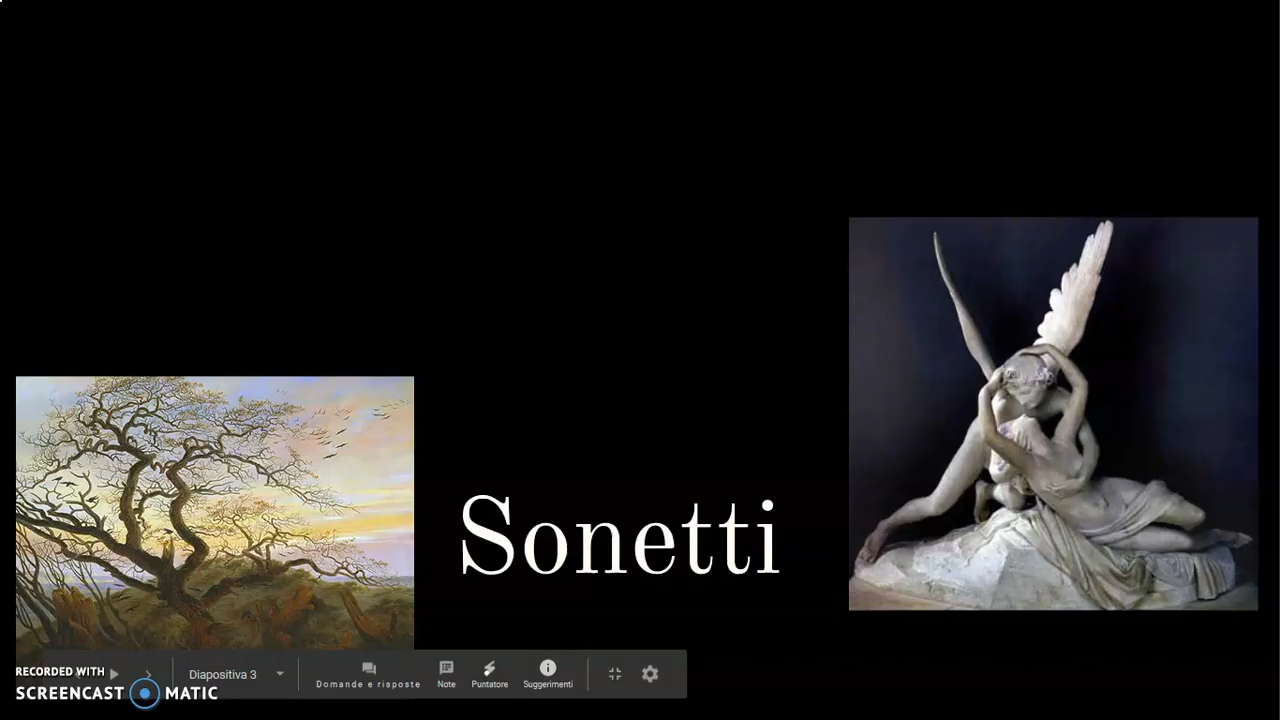 Sonetti
Diapositiva 3
Domande e risposte
Note
Puntatore
Suggerimenti
RECORDED WITH
SCREENCAST MATIC